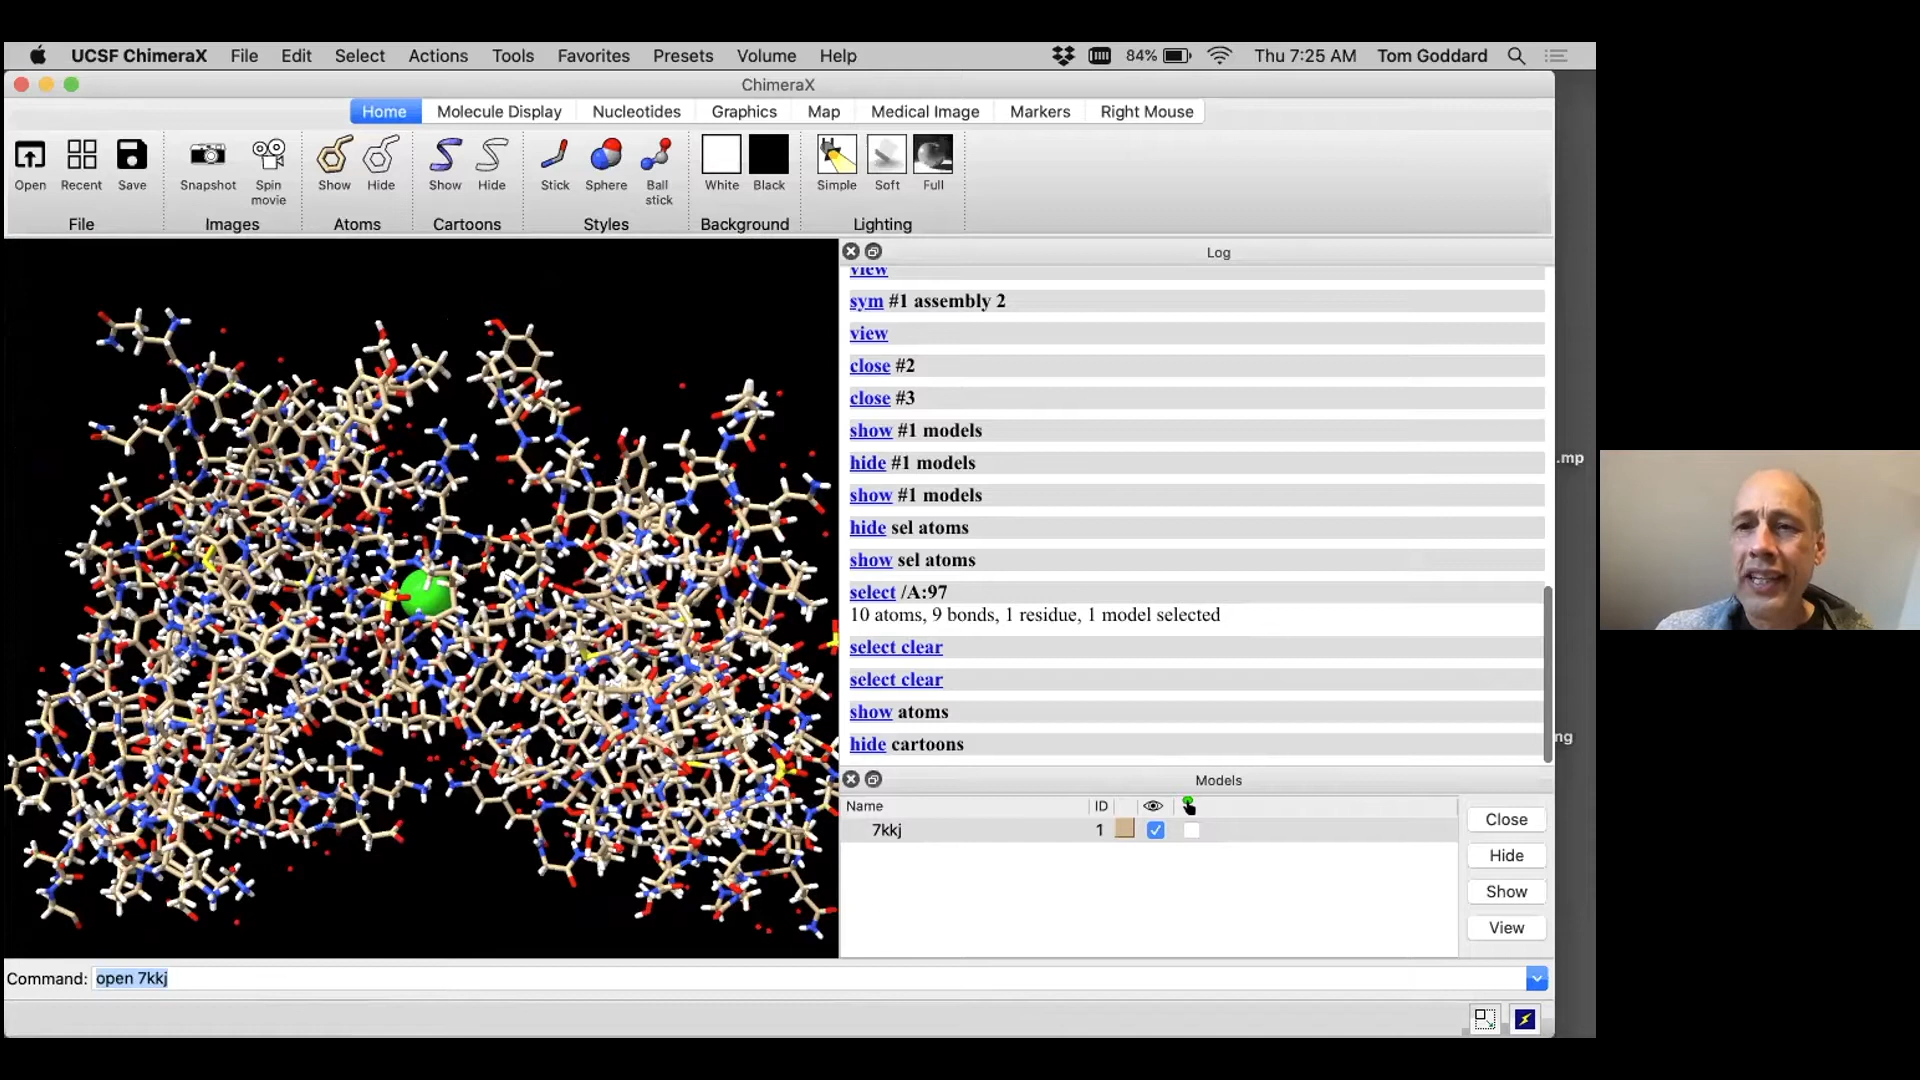 UCSF ChimeraX File Edit Select Actions Tools Favorites Presets Volume Help 84% Thu 7:25 AM Tom Goddard
ChimeraX
Home Molecule Display Nucleotides Graphics Map Medical Image Markers Right Mouse
Open Recent Save Snapshot Spin movie Show Hide Show Hide Stick Sphere Ball stick White Black Simple Soft Full
File Images Atoms Cartoons Styles Background Lighting
Log
view
sym #1 assembly 2
view
close #2
close #3
show #1 models
hide #1 models
show #1 models
hide sel atoms
show sel atoms
select /A:97
10 atoms, 9 bonds, 1 residue, 1 model selected
select clear
select clear
show atoms
hide cartoons
.mp
ng
Models
Name ID
7kkj 1
Close
Hide
Show
View
Command: open 7kkj